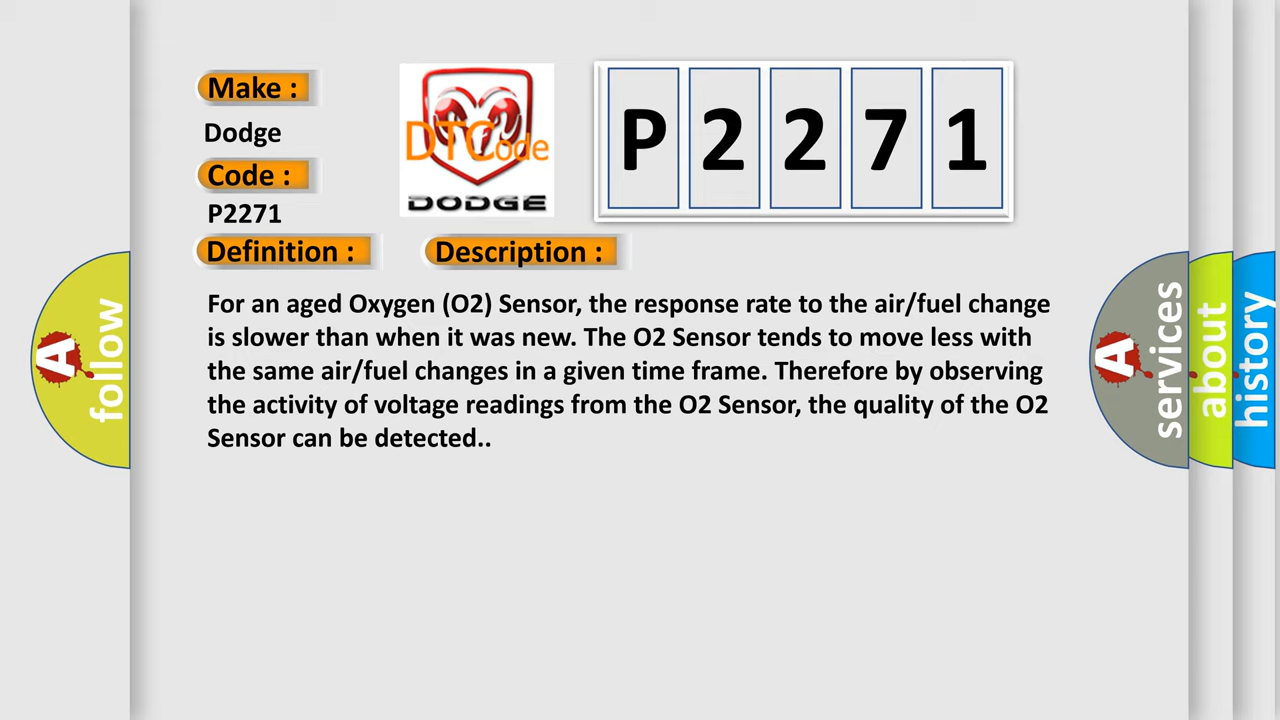 Make :
Dodge
Code :
P2271
Definition :
Description :
DTCode
DODGE
P 2 2 7 1
For an aged Oxygen (O2) Sensor, the response rate to the air/fuel change
is slower than when it was new. The O2 Sensor tends to move less with
the same air/fuel changes in a given time frame. Therefore by observing
the activity of voltage readings from the O2 Sensor, the quality of the O2
Sensor can be detected..
A follow
A services
about
history